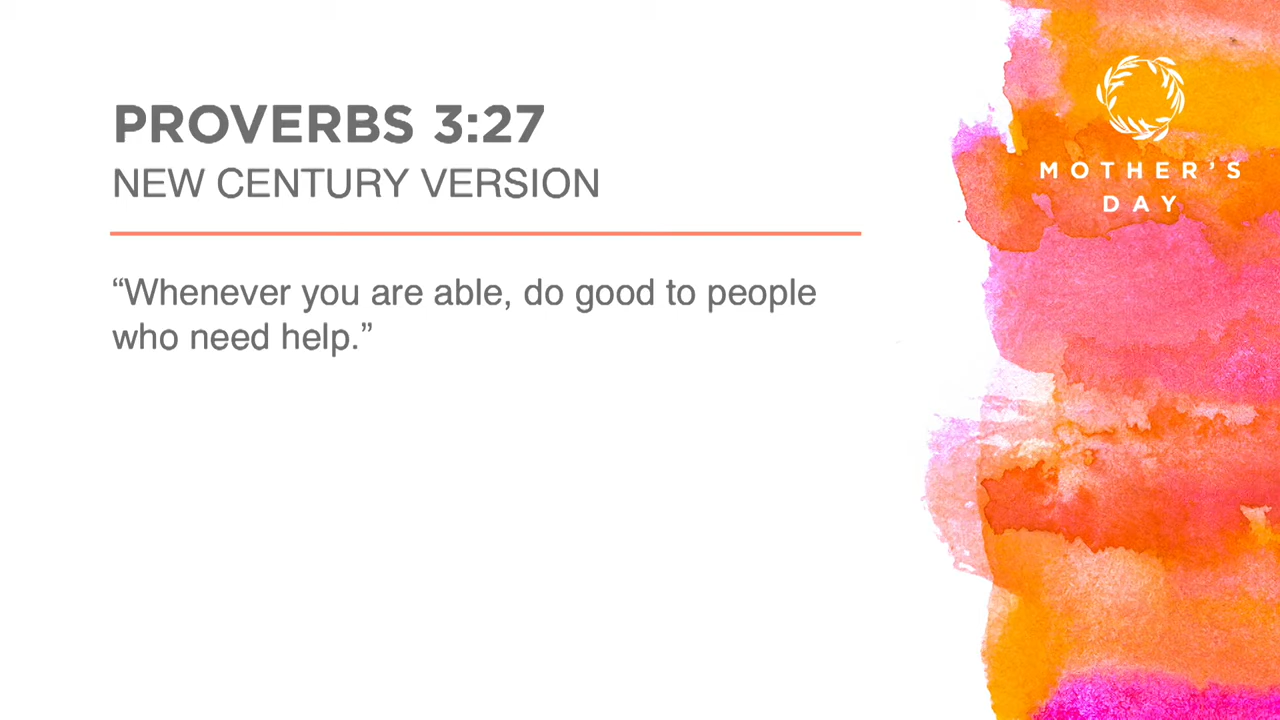 PROVERBS 3:27
NEW CENTURY VERSION
“Whenever you are able, do good to people
who need help.”
MOTHER’S
DAY